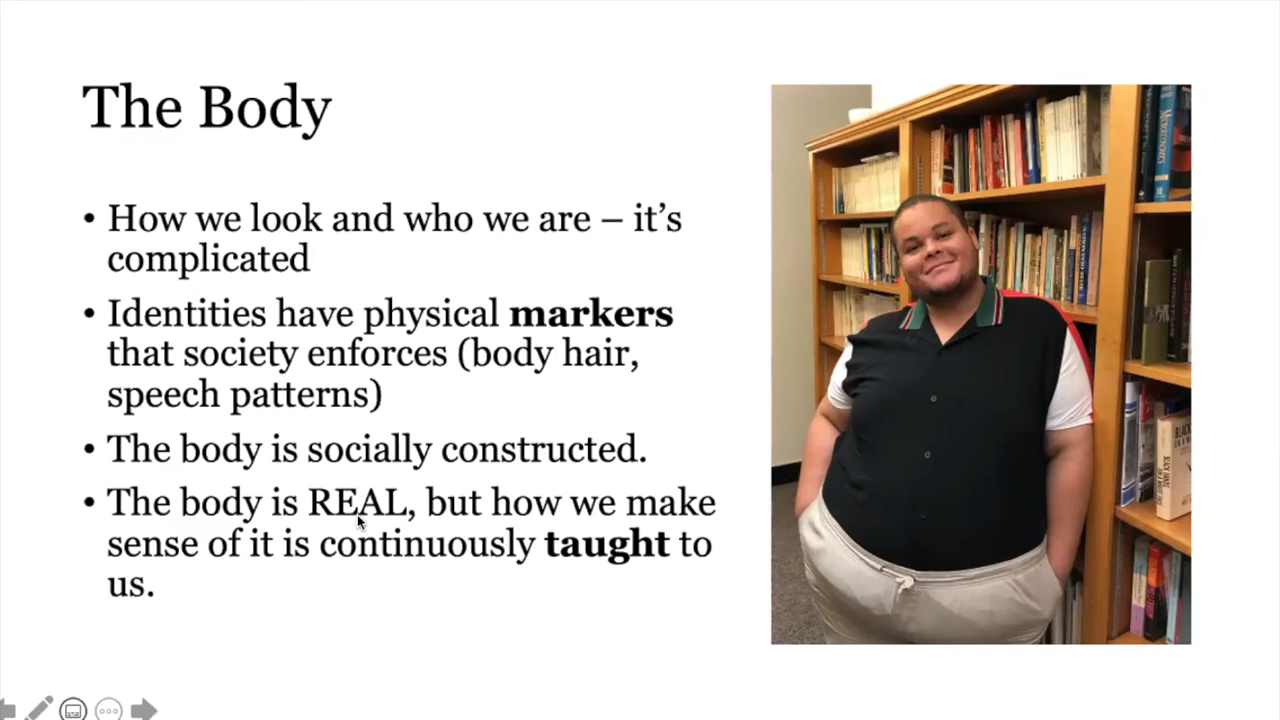 The Body
• How we look and who we are – it’s
complicated
• Identities have physical markers
that society enforces (body hair,
speech patterns)
• The body is socially constructed.
• The body is REAL, but how we make
sense of it is continuously taught to
us.